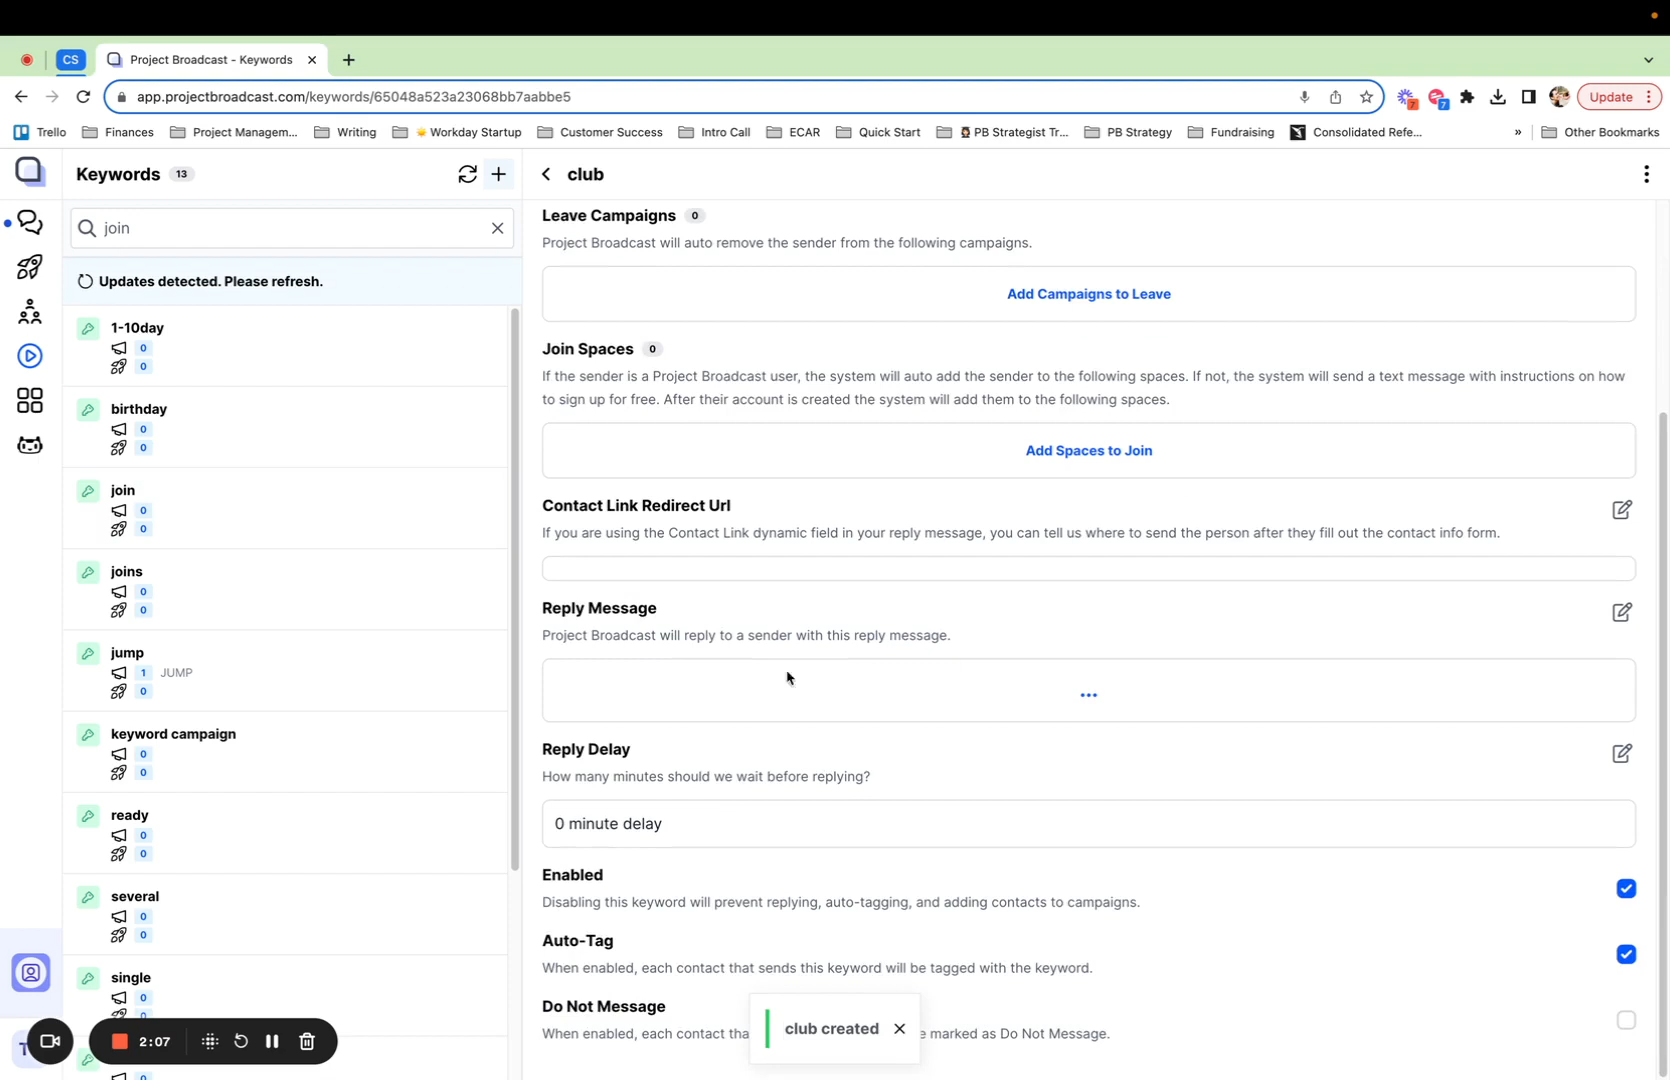 CS
Project Broadcast - Keywords
app.projectbroadcast.com/keywords/65048a523a23068bb7aabbe5
7
7
Update
Trello
Finances
Project Managem...
Writing
Workday Startup
Customer Success
Intro Call
ECAR
Quick Start
PB Strategist Tr...
PB Strategy
Fundraising
Consolidated Refe...
»
Other Bookmarks
Keywords 13
join
Updates detected. Please refresh.
1-10day
0
0
birthday
0
0
join
0
0
joins
0
0
jump
1 JUMP
0
keyword campaign
0
0
ready
0
0
several
0
0
single
0
0
2:07
club
Leave Campaigns 0
Project Broadcast will auto remove the sender from the following campaigns.
Add Campaigns to Leave
Join Spaces 0
If the sender is a Project Broadcast user, the system will auto add the sender to the following spaces. If not, the system will send a text message with instructions on how
to sign up for free. After their account is created the system will add them to the following spaces.
Add Spaces to Join
Contact Link Redirect Url
If you are using the Contact Link dynamic field in your reply message, you can tell us where to send the person after they fill out the contact info form.
Reply Message
Project Broadcast will reply to a sender with this reply message.
...
Reply Delay
How many minutes should we wait before replying?
0 minute delay
Enabled
Disabling this keyword will prevent replying, auto-tagging, and adding contacts to campaigns.
Auto-Tag
When enabled, each contact that sends this keyword will be tagged with the keyword.
Do Not Message
When enabled, each contact tha
e marked as Do Not Message.
club created